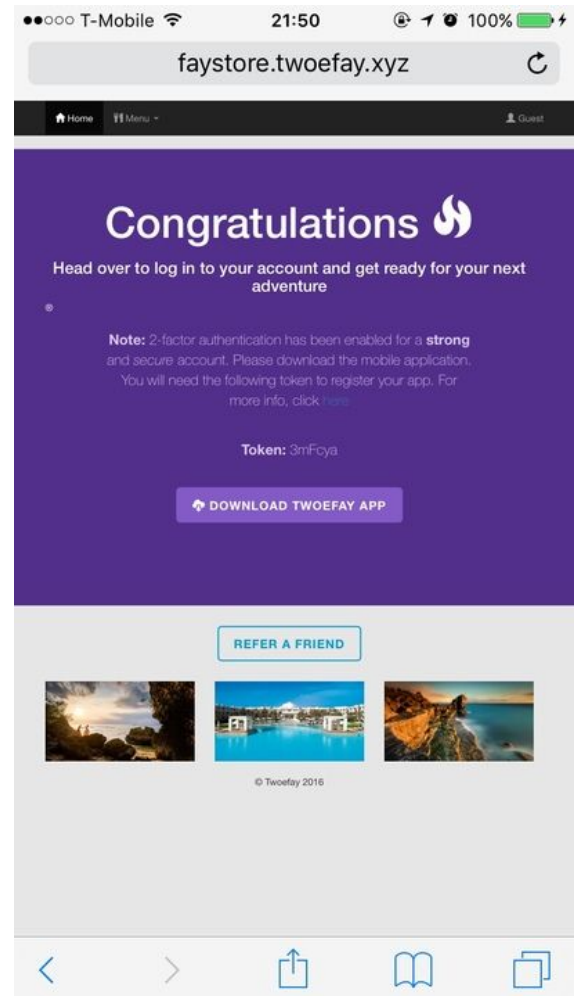 T-Mobile 21:50 100%
faystore.twoefay.xyz
Home Menu Guest
Congratulations
Head over to log in to your account and get ready for your next
adventure
®
Note: 2-factor authentication has been enabled for a strong
and secure account. Please download the mobile application.
You will need the following token to register your app. For
more info, click here
Token: 3mFcya
DOWNLOAD TWOEFAY APP
REFER A FRIEND
© Twoefay 2016